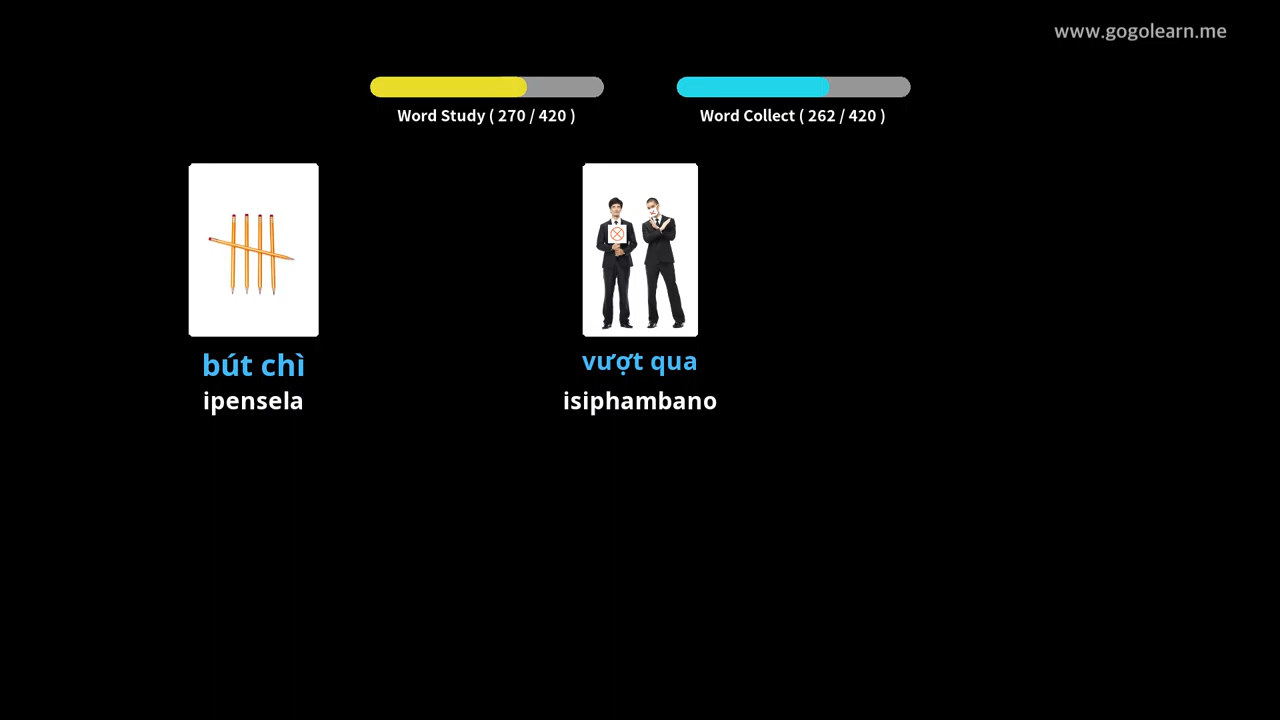 www.gogolearn.me
Word Study ( 270 / 420 )
Word Collect ( 262 / 420 )
bút chì
ipensela
vượt qua
isiphambano